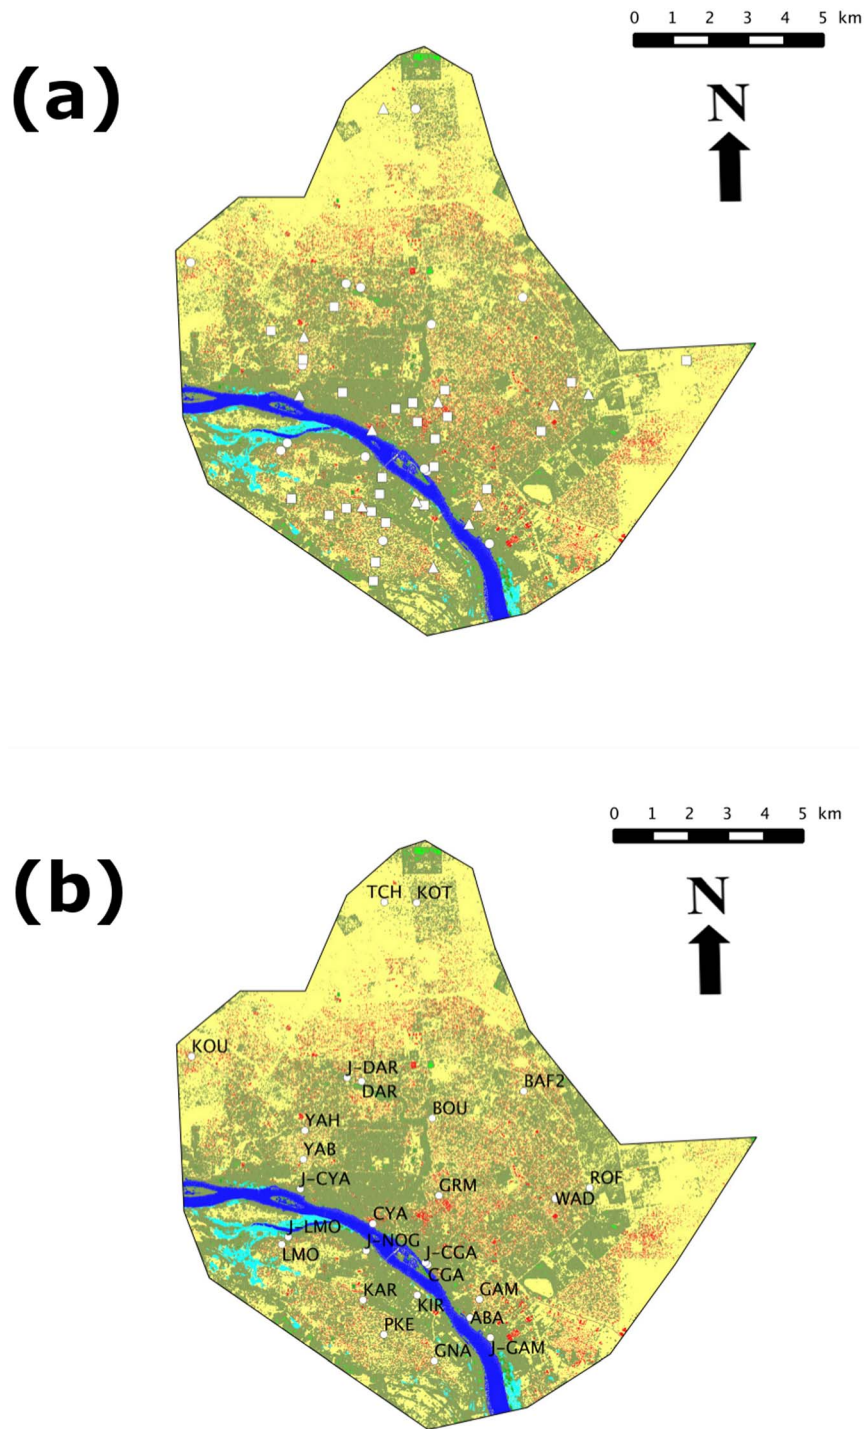 0 1 2 3 4 5 km
(a)
N
0 1 2 3 4 5 km
(b)
N
TCH KOT
KOU
J-DAR
DAR
BAF2
BOU
YAH
YAB
J-CYA
GRM
ROF
WAD
CYA
J-LMO
J-NOG
LMO
J-CGA
CGA
KAR
GAM
KIR
ABA
PKE
J-GAM
GNA